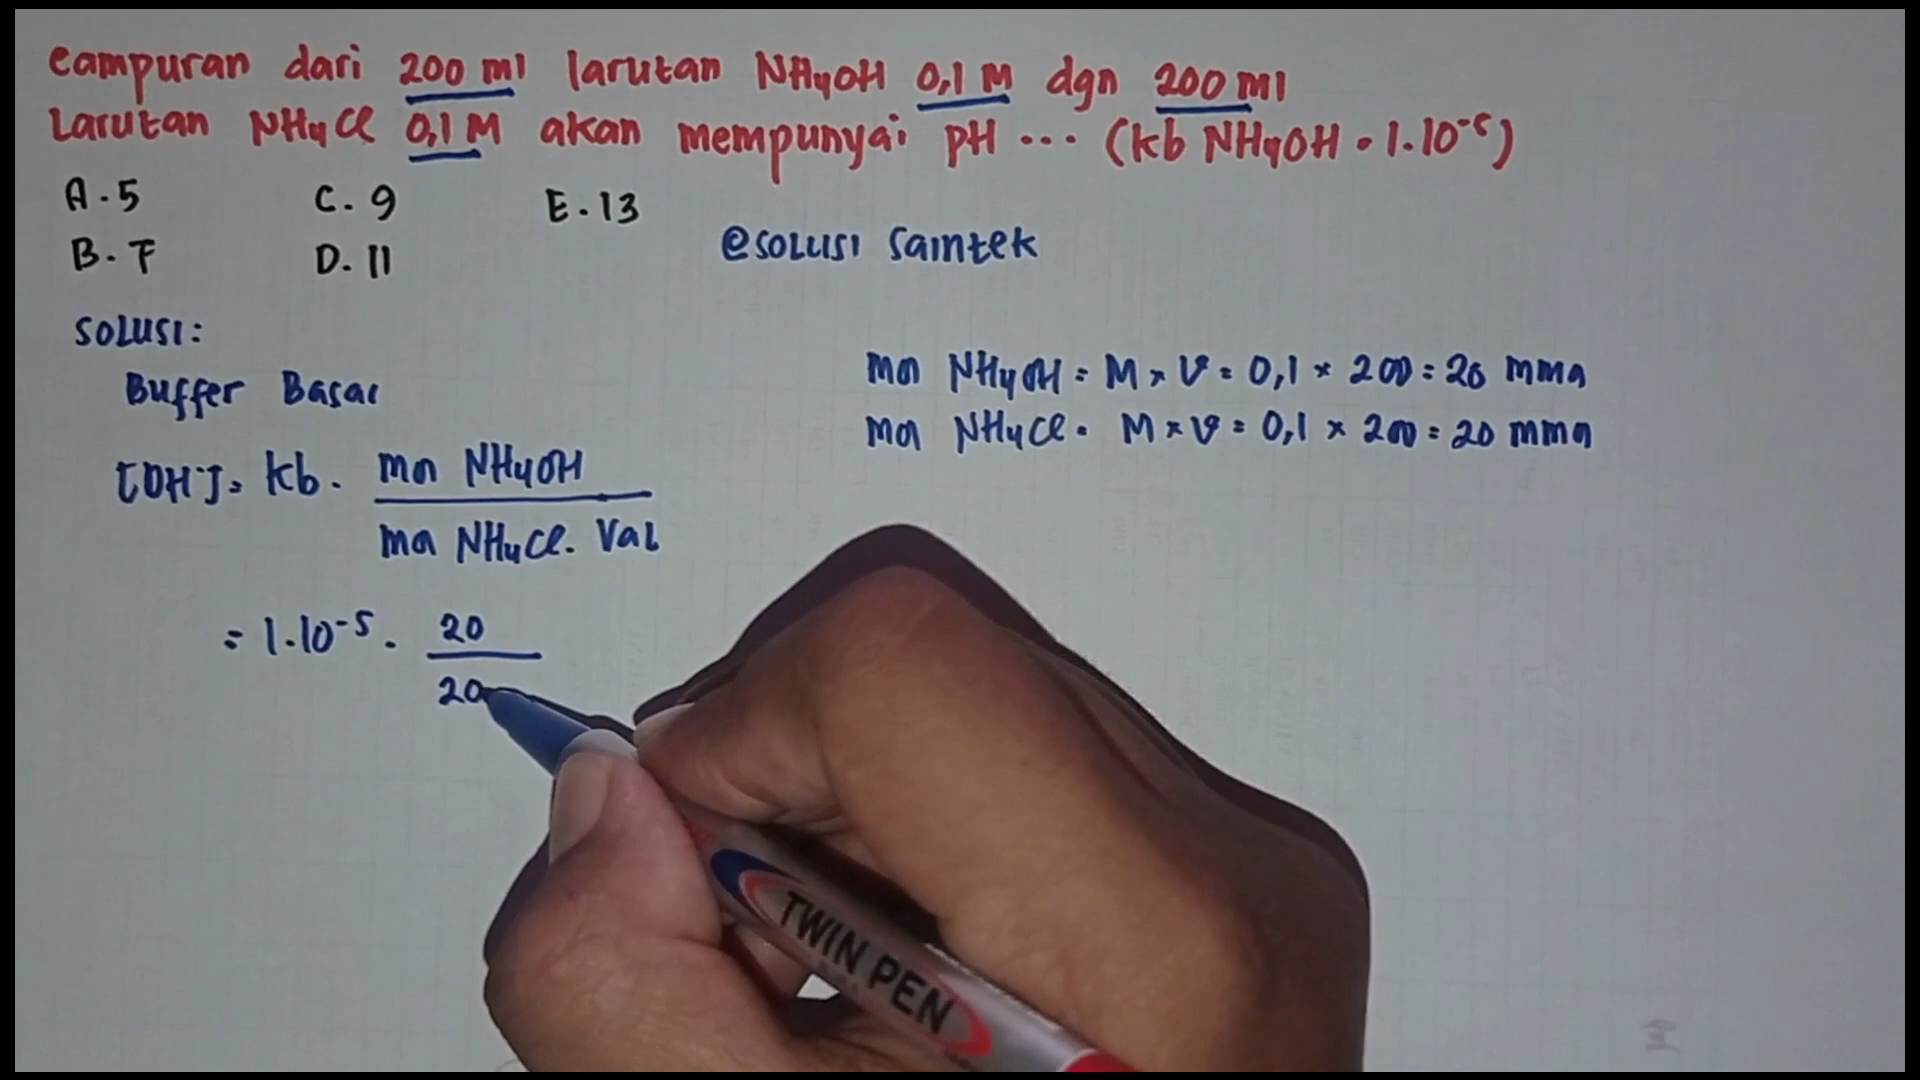 campuran dari 200 ml larutan NH4OH 0,1 M dgn 200 ml
Larutan NH4Cl 0,1 M akan mempunyai pH ... (kb NH4OH = 1.10⁻⁵)
A. 5
C. 9
E. 13
B. 7
D. 11
@solusi saintek
SOLUSI:
Buffer Basa
mol NH4OH = M × V = 0,1 × 200 = 20 mmol
mol NH4Cl = M × V = 0,1 × 200 = 20 mmol
[OH⁻] = kb . mol NH4OH
mol NH4Cl . Val
= 1.10⁻⁵ . 20
20
TWIN PEN